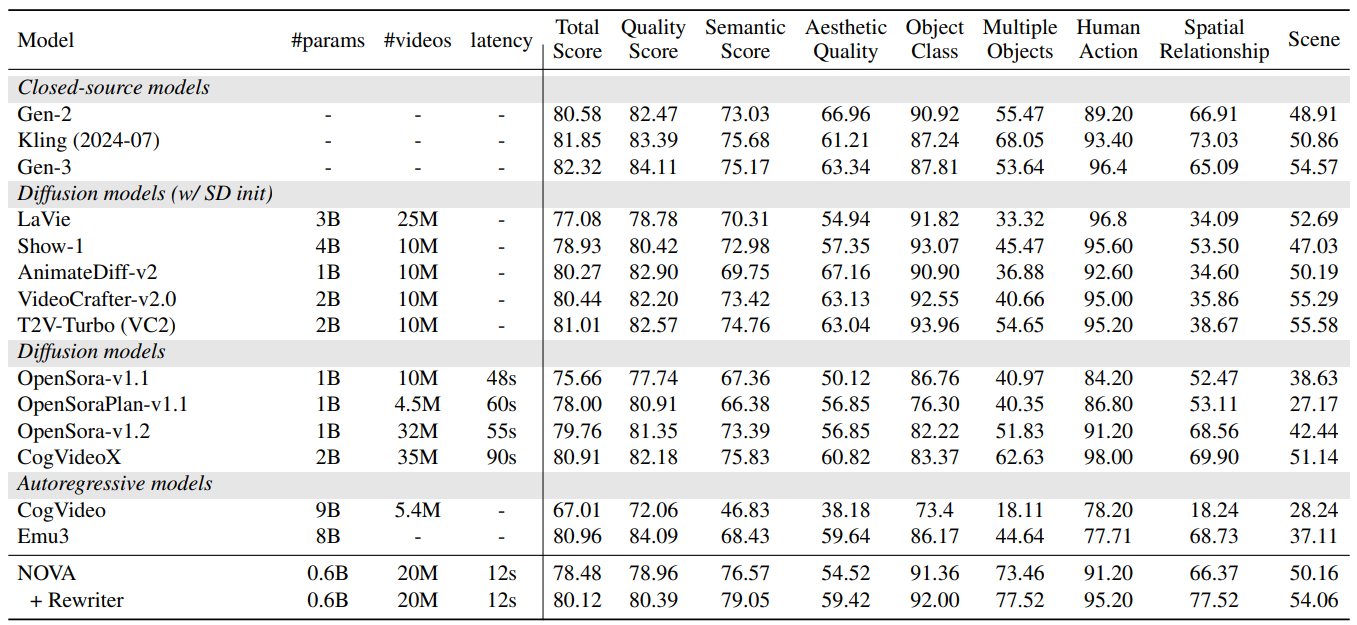 Model #params #videos latency Total Score Quality Score Semantic Score Aesthetic Quality Object Class Multiple Objects Human Action Spatial Relationship Scene
Closed-source models
Gen-2 - - - 80.58 82.47 73.03 66.96 90.92 55.47 89.20 66.91 48.91
Kling (2024-07) - - - 81.85 83.39 75.68 61.21 87.24 68.05 93.40 73.03 50.86
Gen-3 - - - 82.32 84.11 75.17 63.34 87.81 53.64 96.4 65.09 54.57
Diffusion models (w/ SD init)
LaVie 3B 25M - 77.08 78.78 70.31 54.94 91.82 33.32 96.8 34.09 52.69
Show-1 4B 10M - 78.93 80.42 72.98 57.35 93.07 45.47 95.60 53.50 47.03
AnimateDiff-v2 1B 10M - 80.27 82.90 69.75 67.16 90.90 36.88 92.60 34.60 50.19
VideoCrafter-v2.0 2B 10M - 80.44 82.20 73.42 63.13 92.55 40.66 95.00 35.86 55.29
T2V-Turbo (VC2) 2B 10M - 81.01 82.57 74.76 63.04 93.96 54.65 95.20 38.67 55.58
Diffusion models
OpenSora-v1.1 1B 10M 48s 75.66 77.74 67.36 50.12 86.76 40.97 84.20 52.47 38.63
OpenSoraPlan-v1.1 1B 4.5M 60s 78.00 80.91 66.38 56.85 76.30 40.35 86.80 53.11 27.17
OpenSora-v1.2 1B 32M 55s 79.76 81.35 73.39 56.85 82.22 51.83 91.20 68.56 42.44
CogVideoX 2B 35M 90s 80.91 82.18 75.83 60.82 83.37 62.63 98.00 69.90 51.14
Autoregressive models
CogVideo 9B 5.4M - 67.01 72.06 46.83 38.18 73.4 18.11 78.20 18.24 28.24
Emu3 8B - - 80.96 84.09 68.43 59.64 86.17 44.64 77.71 68.73 37.11
NOVA 0.6B 20M 12s 78.48 78.96 76.57 54.52 91.36 73.46 91.20 66.37 50.16
+ Rewriter 0.6B 20M 12s 80.12 80.39 79.05 59.42 92.00 77.52 95.20 77.52 54.06